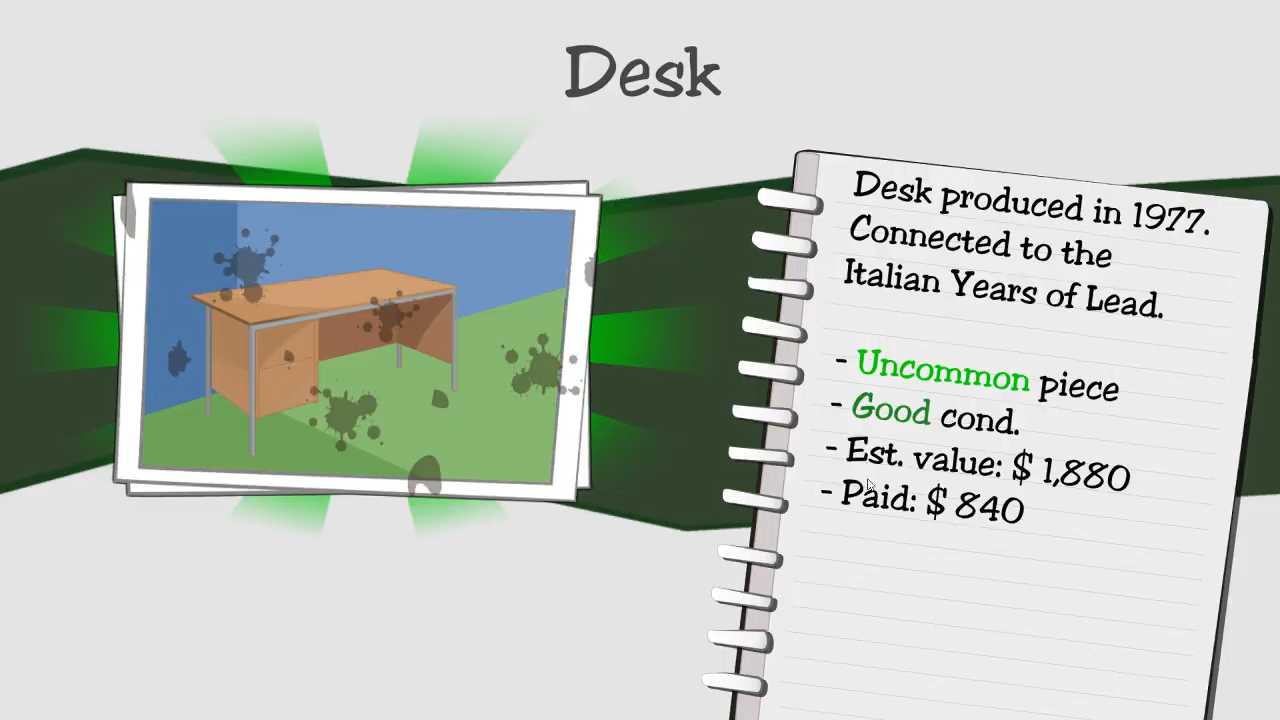 Desk
Desk produced in 1977.
Connected to the
Italian Years of Lead.
- Uncommon piece
- Good cond.
- Est. value: $ 1,880
- Paid: $ 840